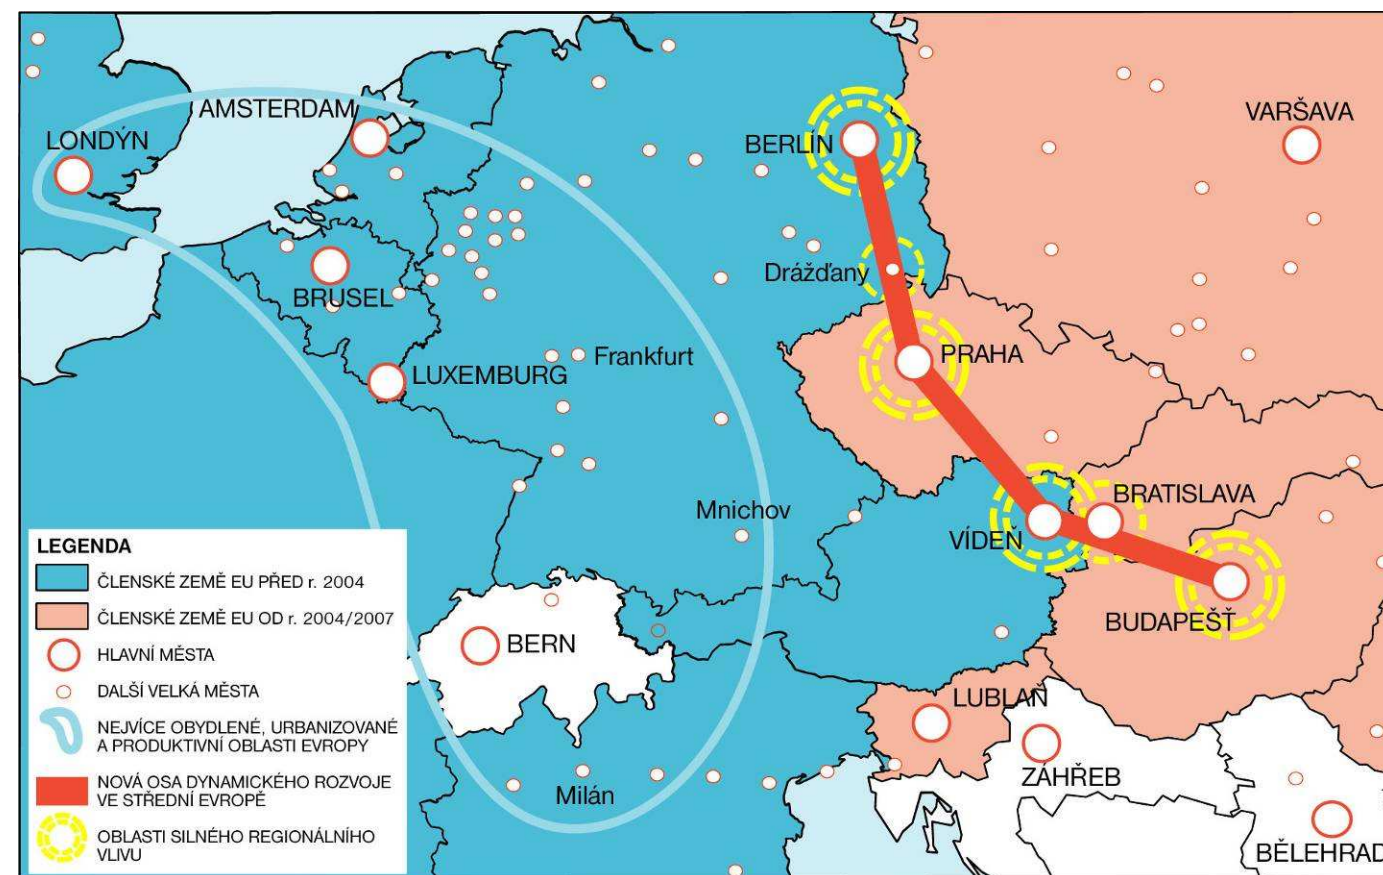 AMSTERDAM
LONDÝN
BERLÍN
VARŠAVA
Drážďany
BRUSEL
Frankfurt
PRAHA
LUXEMBURG
BRATISLAVA
Mnichov
VÍDEŇ
BUDAPEŠŤ
BERN
LUBLAŇ
ZÁHŘEB
Milán
BĚLEHRAD
LEGENDA
ČLENSKÉ ZEMĚ EU PŘED r. 2004
ČLENSKÉ ZEMĚ EU OD r. 2004/2007
HLAVNÍ MĚSTA
DALŠÍ VELKÁ MĚSTA
NEJVÍCE OBYDLENÉ, URBANIZOVANÉ
A PRODUKTIVNÍ OBLASTI EVROPY
NOVÁ OSA DYNAMICKÉHO ROZVOJE
VE STŘEDNÍ EVROPĚ
OBLASTI SILNÉHO REGIONÁLNÍHO
VLIVU